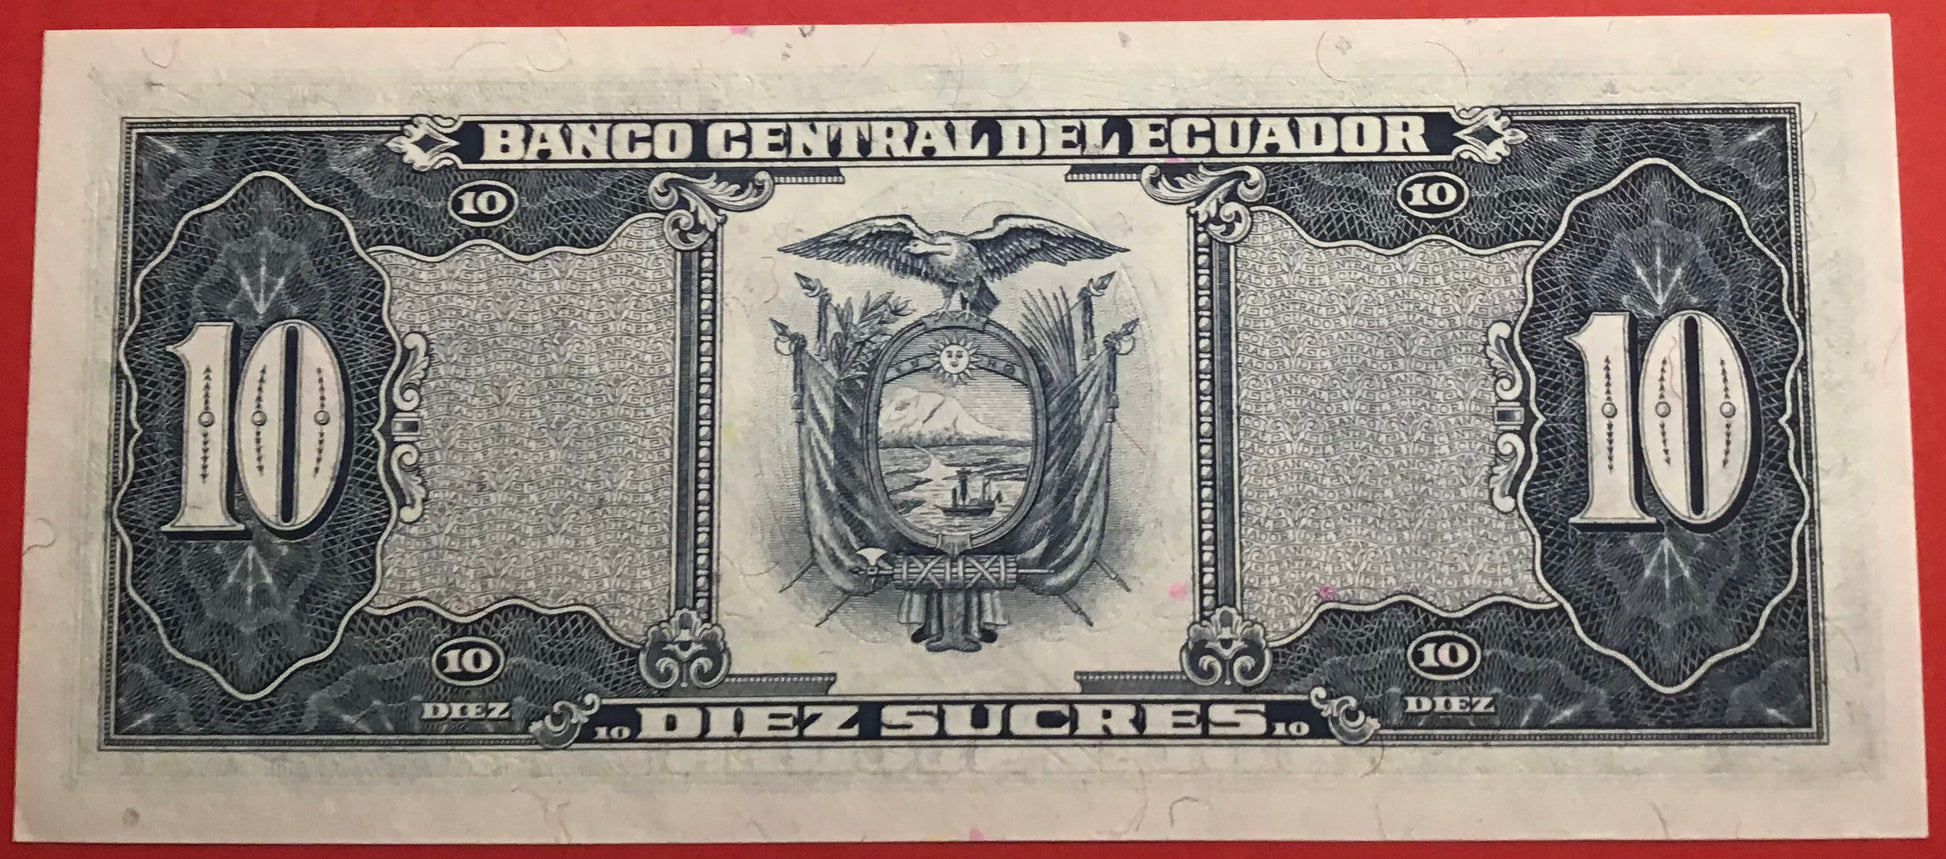 BANCO CENTRAL DEL ECUADOR
10 10
10 10
10 10
DIEZ DIEZ
10 DIEZ SUCRES 10